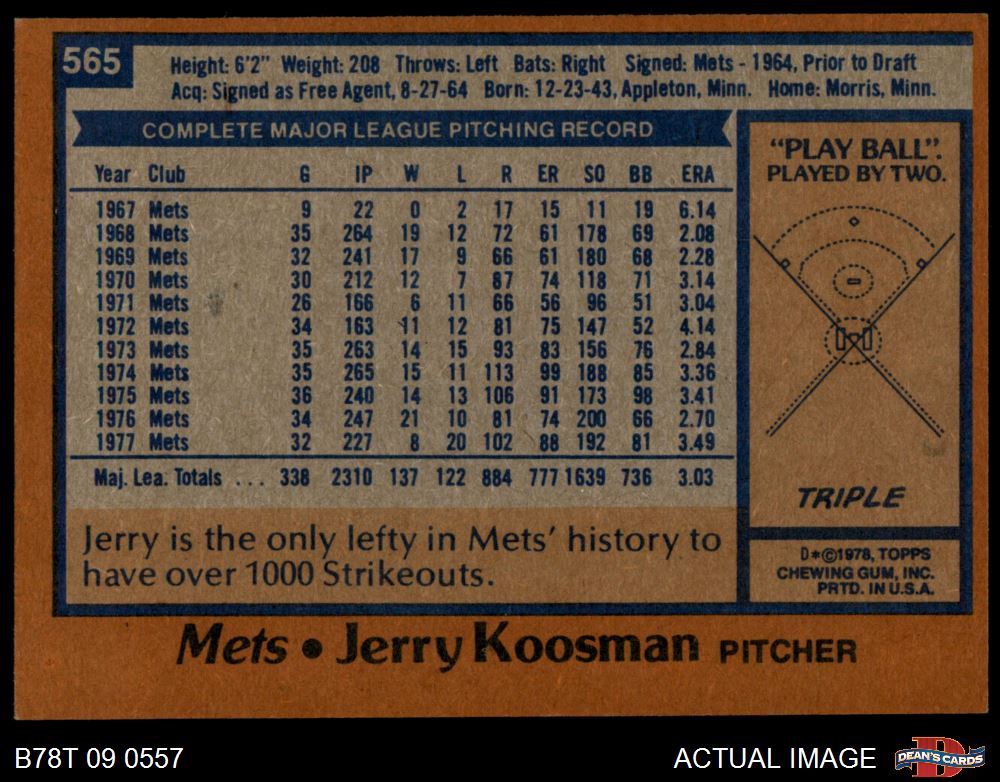 565
Height: 6'2" Weight: 208 Throws: Left Bats: Right Signed: Mets - 1964, Prior to Draft
Acq: Signed as Free Agent, 8-27-64 Born: 12-23-43, Appleton, Minn. Home: Morris, Minn.
COMPLETE MAJOR LEAGUE PITCHING RECORD
Year Club G IP W L R ER SO BB ERA
1967 Mets 9 22 0 2 17 15 11 19 6.14
1968 Mets 35 264 19 12 72 61 178 69 2.08
1969 Mets 32 241 17 9 66 61 180 68 2.28
1970 Mets 30 212 12 7 87 74 118 71 3.14
1971 Mets 26 166 6 11 66 56 96 51 3.04
1972 Mets 34 163 11 12 81 75 147 52 4.14
1973 Mets 35 263 14 15 93 83 156 76 2.84
1974 Mets 35 265 15 11 113 99 188 85 3.36
1975 Mets 36 240 14 13 106 91 173 98 3.41
1976 Mets 34 247 21 10 81 74 200 66 2.70
1977 Mets 32 227 8 20 102 88 192 81 3.49
Maj. Lea. Totals ... 338 2310 137 122 884 777 1639 736 3.03
Jerry is the only lefty in Mets' history to
have over 1000 Strikeouts.
"PLAY BALL".
PLAYED BY TWO.
TRIPLE
D*©1978, TOPPS
CHEWING GUM, INC.
PRTD. IN U.S.A.
Mets • Jerry Koosman PITCHER
B78T 09 0557
ACTUAL IMAGE
D
DEAN'S CARDS